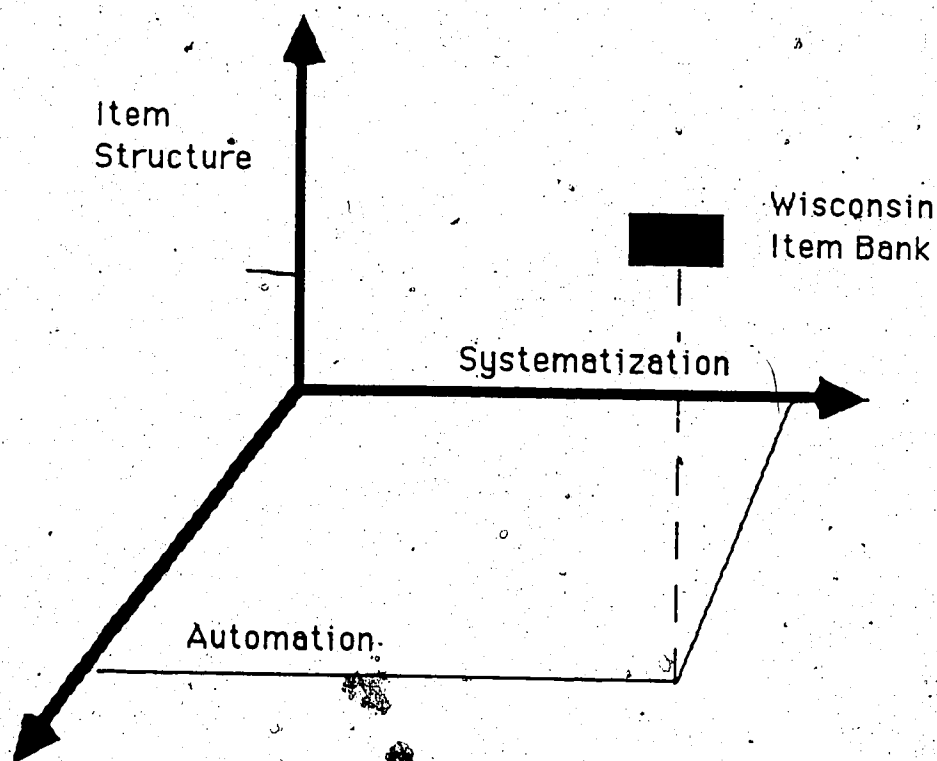 Item
Structure
Wisconsin
Item Bank
Systematization
Automation